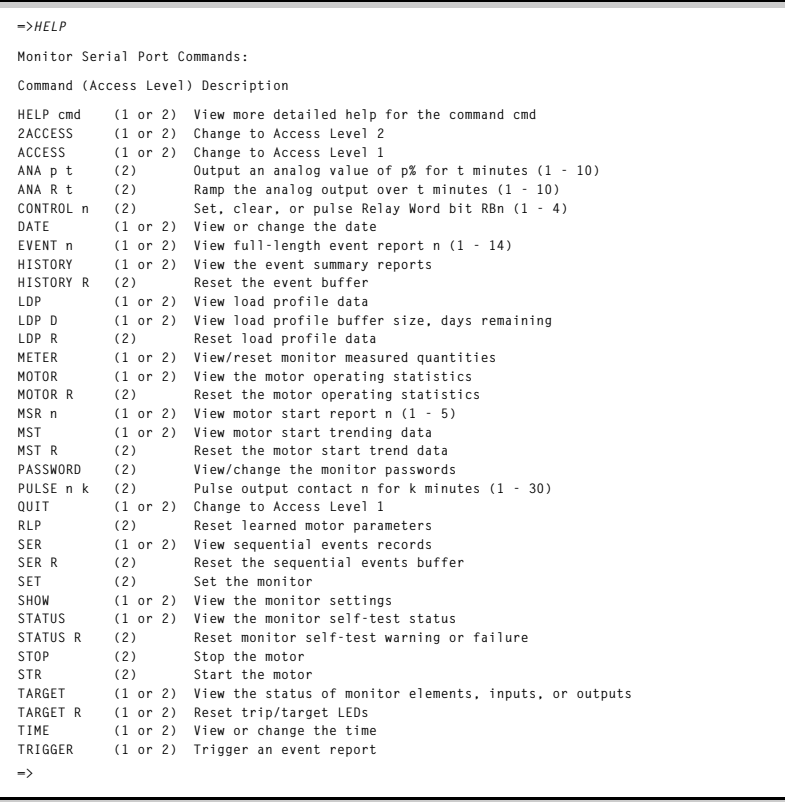 =>HELP
Monitor Serial Port Commands:
Command (Access Level) Description
HELP cmd (1 or 2) View more detailed help for the command cmd
2ACCESS (1 or 2) Change to Access Level 2
ACCESS (1 or 2) Change to Access Level 1
ANA p t (2) Output an analog value of p% for t minutes (1 - 10)
ANA R t (2) Ramp the analog output over t minutes (1 - 10)
CONTROL n (2) Set, clear, or pulse Relay Word bit RBn (1 - 4)
DATE (1 or 2) View or change the date
EVENT n (1 or 2) View full-length event report n (1 - 14)
HISTORY (1 or 2) View the event summary reports
HISTORY R (2) Reset the event buffer
LDP (1 or 2) View load profile data
LDP D (1 or 2) View load profile buffer size, days remaining
LDP R (2) Reset load profile data
METER (1 or 2) View/reset monitor measured quantities
MOTOR (1 or 2) View the motor operating statistics
MOTOR R (2) Reset the motor operating statistics
MSR n (1 or 2) View motor start report n (1 - 5)
MST (1 or 2) View motor start trending data
MST R (2) Reset the motor start trend data
PASSWORD (2) View/change the monitor passwords
PULSE n k (2) Pulse output contact n for k minutes (1 - 30)
QUIT (1 or 2) Change to Access Level 1
RLP (2) Reset learned motor parameters
SER (1 or 2) View sequential events records
SER R (2) Reset the sequential events buffer
SET (2) Set the monitor
SHOW (1 or 2) View the monitor settings
STATUS (1 or 2) View the monitor self-test status
STATUS R (2) Reset monitor self-test warning or failure
STOP (2) Stop the motor
STR (2) Start the motor
TARGET (1 or 2) View the status of monitor elements, inputs, or outputs
TARGET R (1 or 2) Reset trip/target LEDs
TIME (1 or 2) View or change the time
TRIGGER (1 or 2) Trigger an event report
=>